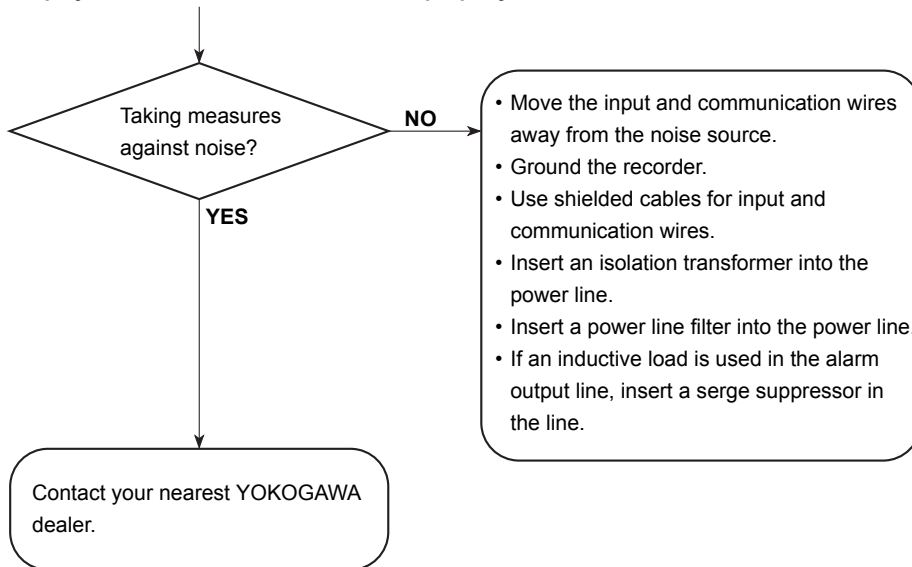 Taking measures
against noise?
NO
YES
• Move the input and communication wires
away from the noise source.
• Ground the recorder.
• Use shielded cables for input and
communication wires.
• Insert an isolation transformer into the
power line.
• Insert a power line filter into the power line.
• If an inductive load is used in the alarm
output line, insert a serge suppressor in
the line.
Contact your nearest YOKOGAWA
dealer.